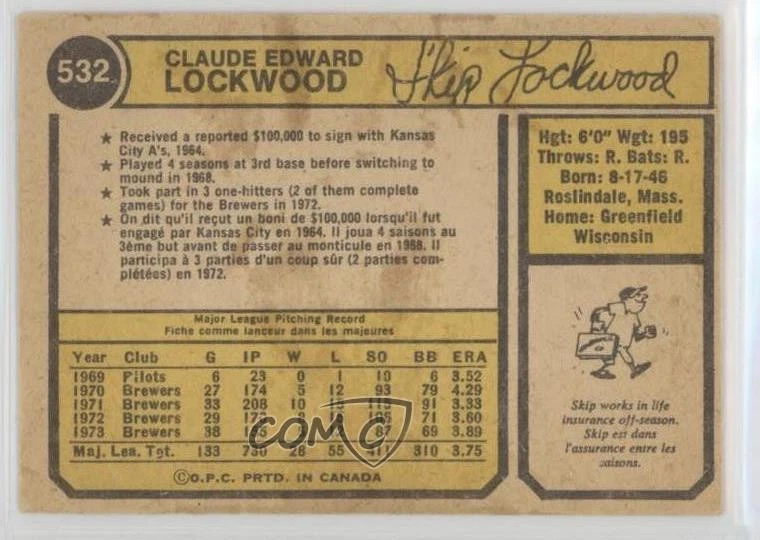 532
CLAUDE EDWARD
LOCKWOOD
Skip Lockwood
★ Received a reported $100,000 to sign with Kansas
City A's, 1964.
★ Played 4 seasons at 3rd base before switching to
mound in 1968.
★ Took part in 3 one-hitters (2 of them complete
games) for the Brewers in 1972.
★ On dit qu'il reçut un boni de $100,000 lorsqu'il fut
engagé par Kansas City en 1964. Il joua 4 saisons au
3ème but avant de passer au monticule en 1968. Il
participa à 3 parties d'un coup sûr (2 parties com-
plétées) en 1972.
Hgt: 6'0" Wgt: 195
Throws: R. Bats: R.
Born: 8-17-46
Roslindale, Mass.
Home: Greenfield
Wisconsin
Major League Pitching Record
Fiche comme lanceur dans les majeures
Year Club G IP W L SO BB ERA
1969 Pilots 6 23 0 1 10 6 3.52
1970 Brewers 27 174 5 12 93 79 4.29
1971 Brewers 33 208 10 91 3.33
1972 Brewers 29 71 3.60
1973 Brewers 38 87 69 3.89
Maj. Lea. Tot. 133 730 28 55 411 310 3.75
©O.P.C. PRTD. IN CANADA
Skip works in life
insurance off-season.
Skip est dans
l'assurance entre les
saisons.
COMC